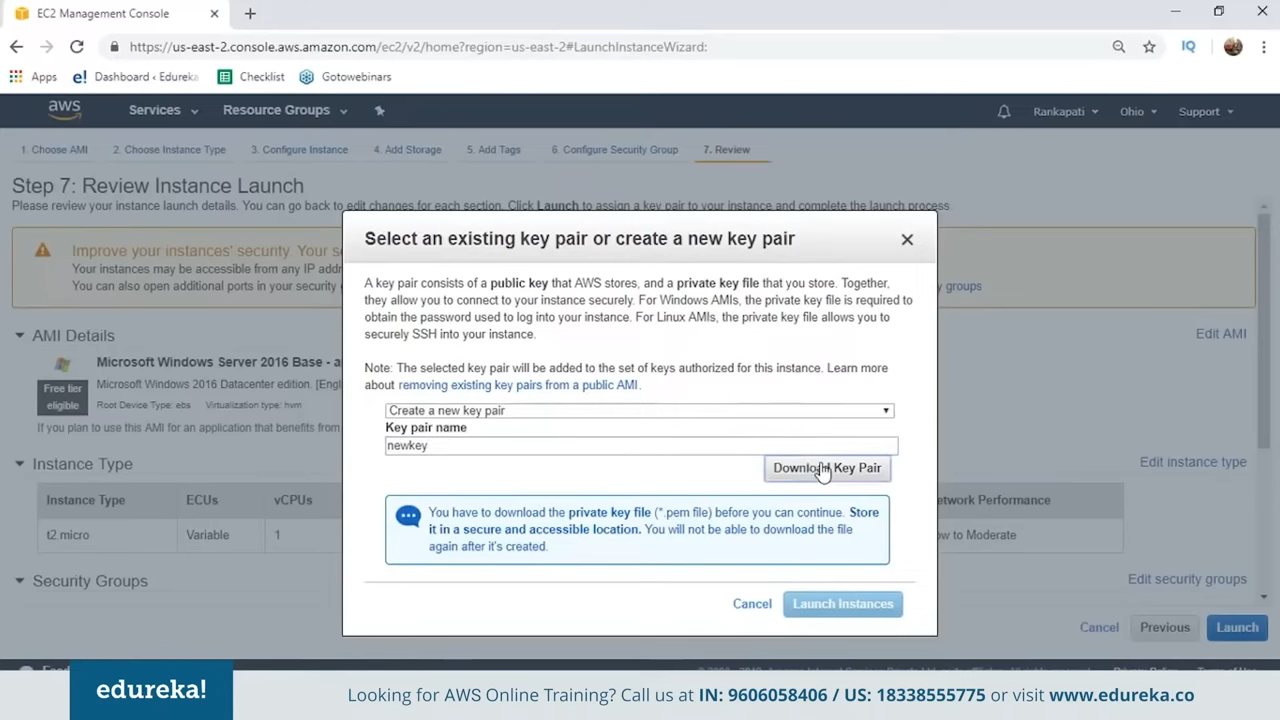 EC2 Management Console
https://us-east-2.console.aws.amazon.com/ec2/v2/home?region=us-east-2#LaunchInstanceWizard:
IQ
Apps
e! Dashboard ‹ Edureka
Checklist
Gotowebinars
aws
Services
Resource Groups
Rankapati
Ohio
Support
1. Choose AMI
2. Choose Instance Type
3. Configure Instance
4. Add Storage
5. Add Tags
6. Configure Security Group
7. Review
Step 7: Review Instance Launch
Please review your instance launch details. You can go back to edit changes for each section. Click Launch to assign a key pair to your instance and complete the launch process.
Improve your instances' security. Your
Your instances may be accessible from any IP
You can also open additional ports in your security
groups
AMI Details
Edit AMI
Microsoft Windows Server 2016 Base -
Free tier
eligible
Microsoft Windows 2016 Datacenter edition. [
Root Device Type: ebs Virtualization type: hvm
If you plan to use this AMI for an application that benefits from
Instance Type
Edit instance type
Instance Type ECUs vCPUs
Network Performance
t2.micro Variable 1
to Moderate
Security Groups
Edit security groups
Cancel Previous Launch
Select an existing key pair or create a new key pair
A key pair consists of a public key that AWS stores, and a private key file that you store. Together,
they allow you to connect to your instance securely. For Windows AMIs, the private key file is required to
obtain the password used to log into your instance. For Linux AMIs, the private key file allows you to
securely SSH into your instance.
Note: The selected key pair will be added to the set of keys authorized for this instance. Learn more
about removing existing key pairs from a public AMI.
Create a new key pair
Key pair name
newkey
Download Key Pair
You have to download the private key file (*.pem file) before you can continue. Store
it in a secure and accessible location. You will not be able to download the file
again after it's created.
Cancel
Launch Instances
edureka!
Looking for AWS Online Training? Call us at IN: 9606058406 / US: 18338555775 or visit www.edureka.co